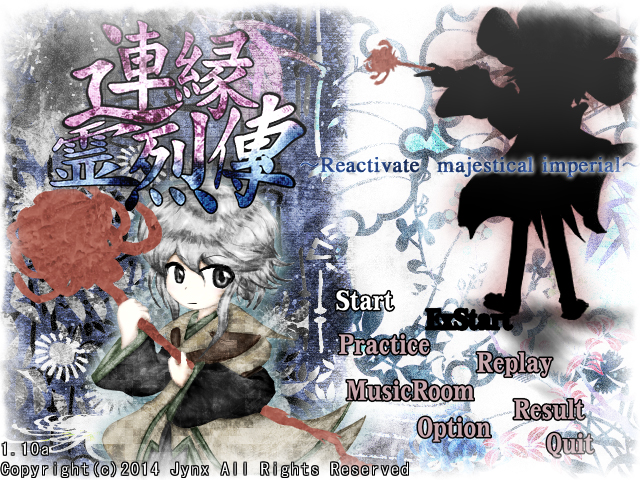 連縁
霊烈傳
~Reactivate majestical imperial~
Start
ExStart
Practice
Replay
MusicRoom
Result
Option
Quit
1.10a
Copyright(c)2014 Jynx All Rights Reserved